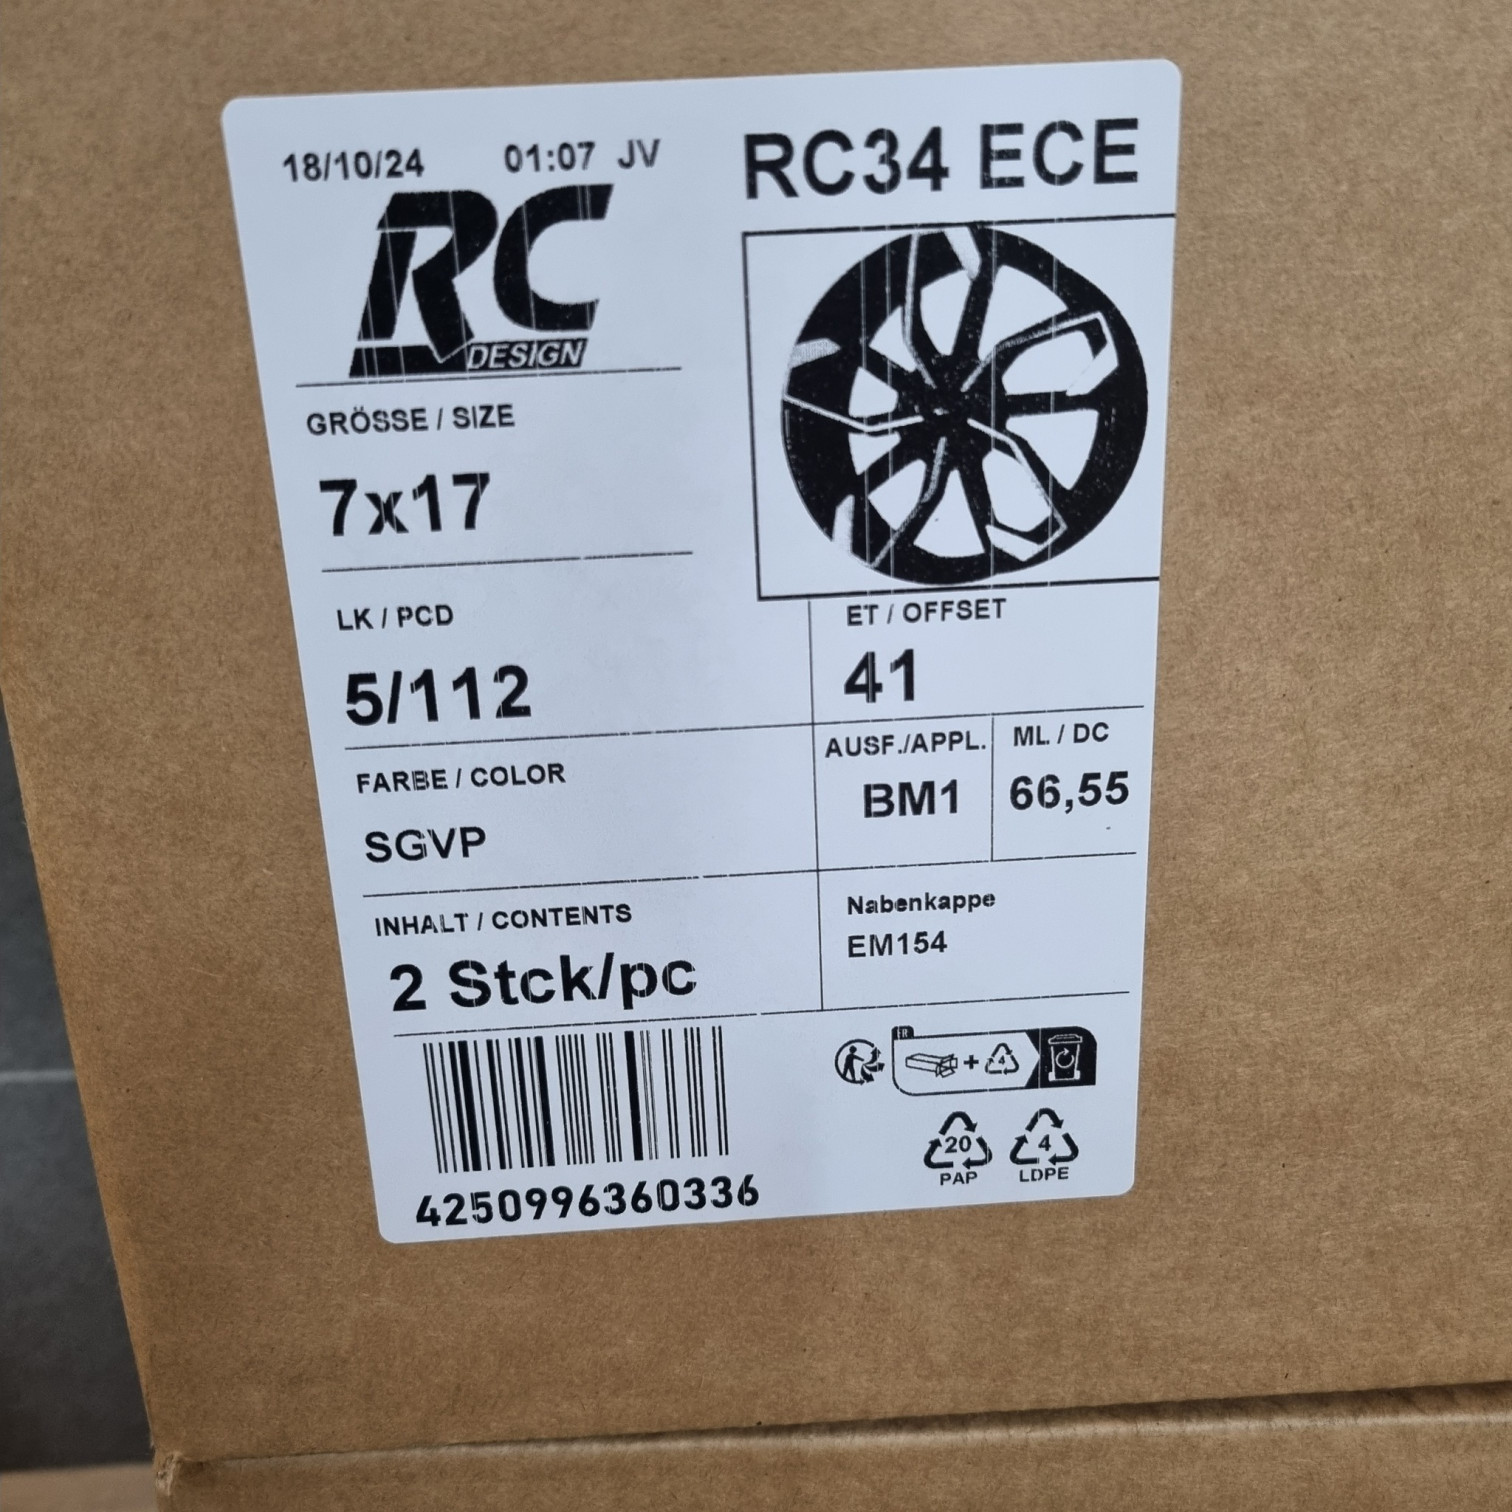 18/10/24 01:07 JV
RC34 ECE
RC
DESIGN
GRÖSSE / SIZE
7x17
LK / PCD
5/112
ET / OFFSET
41
FARBE / COLOR
SGVP
AUSF./APPL.
BM1
ML / DC
66,55
INHALT / CONTENTS
2 Stck/pc
Nabenkappe
EM154
4250996360336
FR
+ 4
20
PAP
4
LDPE